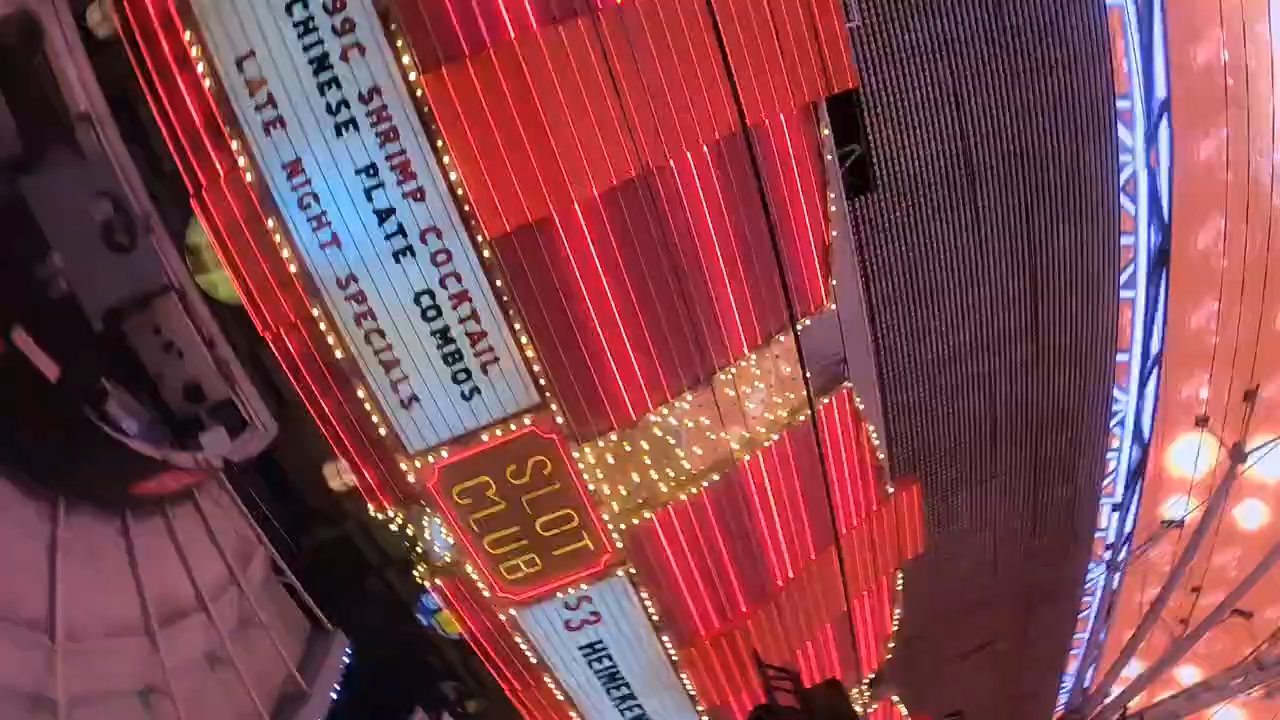 99¢ SHRIMP COCKTAIL
CHINESE PLATE COMBOS
LATE NIGHT SPECIALS
SLOT
CLUB
$3 HEINEKEN